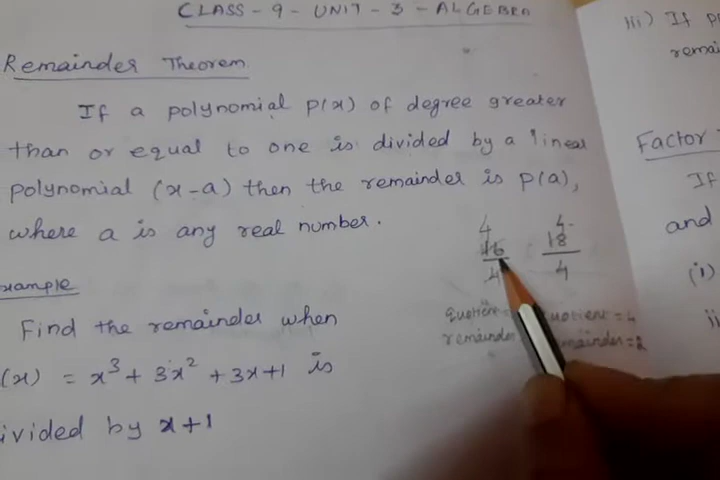 CLASS - 9 - UNIT - 3 - ALGEBRA
Remainder Theorem
If a polynomial p(x) of degree greater
than or equal to one is divided by a linear
polynomial (x-a) then the remainder is p(a),
where a is any real number.
4 4
16 18
4 4
quotient = quotient = 4
remainder mainder = 2
xample
Find the remainder when
(x) = x³ + 3x² + 3x + 1 is
ivided by x+1
iii) If p
remai
Factor
If
and
(i)
ii